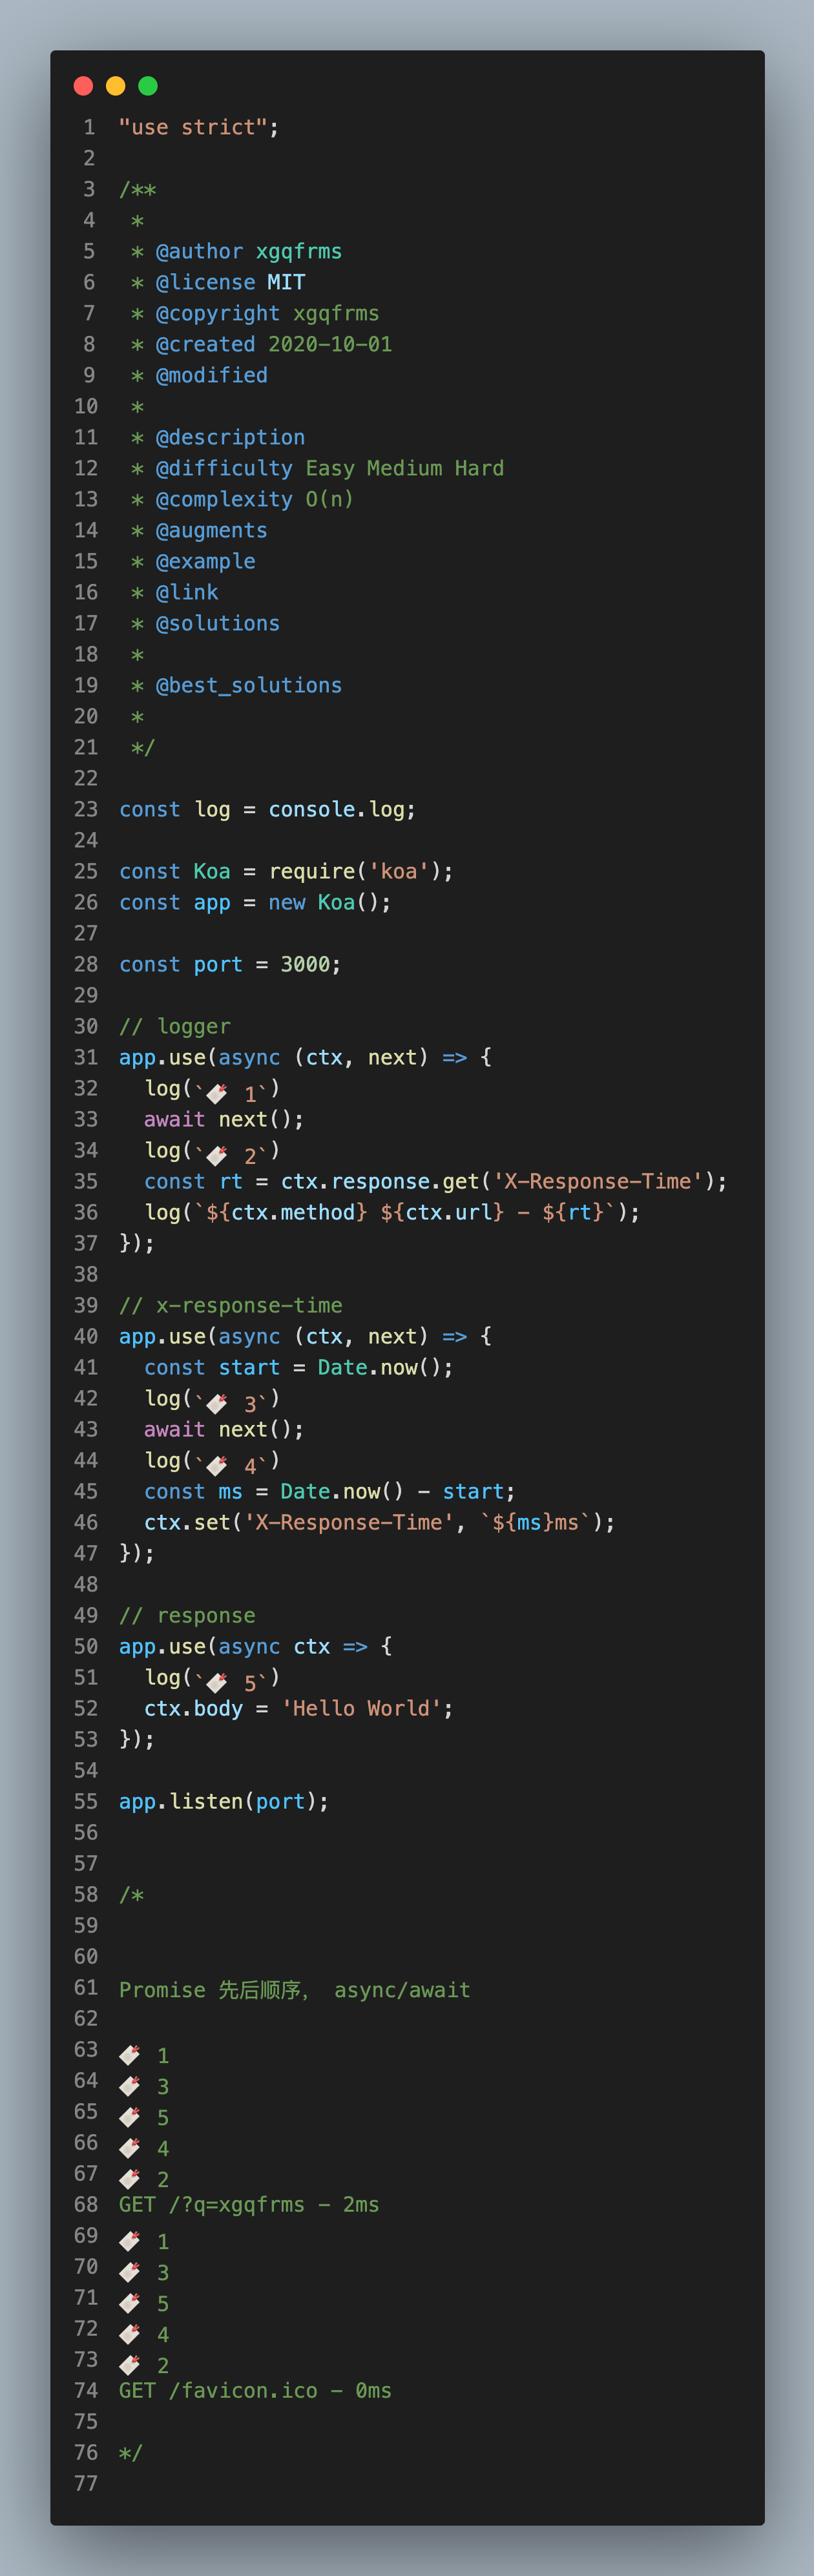 1 "use strict";
2
3 /**
4  *
5  * @author xgqfrms
6  * @license MIT
7  * @copyright xgqfrms
8  * @created 2020-10-01
9  * @modified
10  *
11  * @description
12  * @difficulty Easy Medium Hard
13  * @complexity O(n)
14  * @augments
15  * @example
16  * @link
17  * @solutions
18  *
19  * @best_solutions
20  *
21  */
22
23 const log = console.log;
24
25 const Koa = require('koa');
26 const app = new Koa();
27
28 const port = 3000;
29
30 // logger
31 app.use(async (ctx, next) => {
32   log(`🧨 1`)
33   await next();
34   log(`🧨 2`)
35   const rt = ctx.response.get('X-Response-Time');
36   log(`${ctx.method} ${ctx.url} - ${rt}`);
37 });
38
39 // x-response-time
40 app.use(async (ctx, next) => {
41   const start = Date.now();
42   log(`🧨 3`)
43   await next();
44   log(`🧨 4`)
45   const ms = Date.now() - start;
46   ctx.set('X-Response-Time', `${ms}ms`);
47 });
48
49 // response
50 app.use(async ctx => {
51   log(`🧨 5`)
52   ctx.body = 'Hello World';
53 });
54
55 app.listen(port);
56
57
58 /*
59
60
61 Promise 先后顺序， async/await
62
63 🧨 1
64 🧨 3
65 🧨 5
66 🧨 4
67 🧨 2
68 GET /?q=xgqfrms - 2ms
69 🧨 1
70 🧨 3
71 🧨 5
72 🧨 4
73 🧨 2
74 GET /favicon.ico - 0ms
75
76 */
77